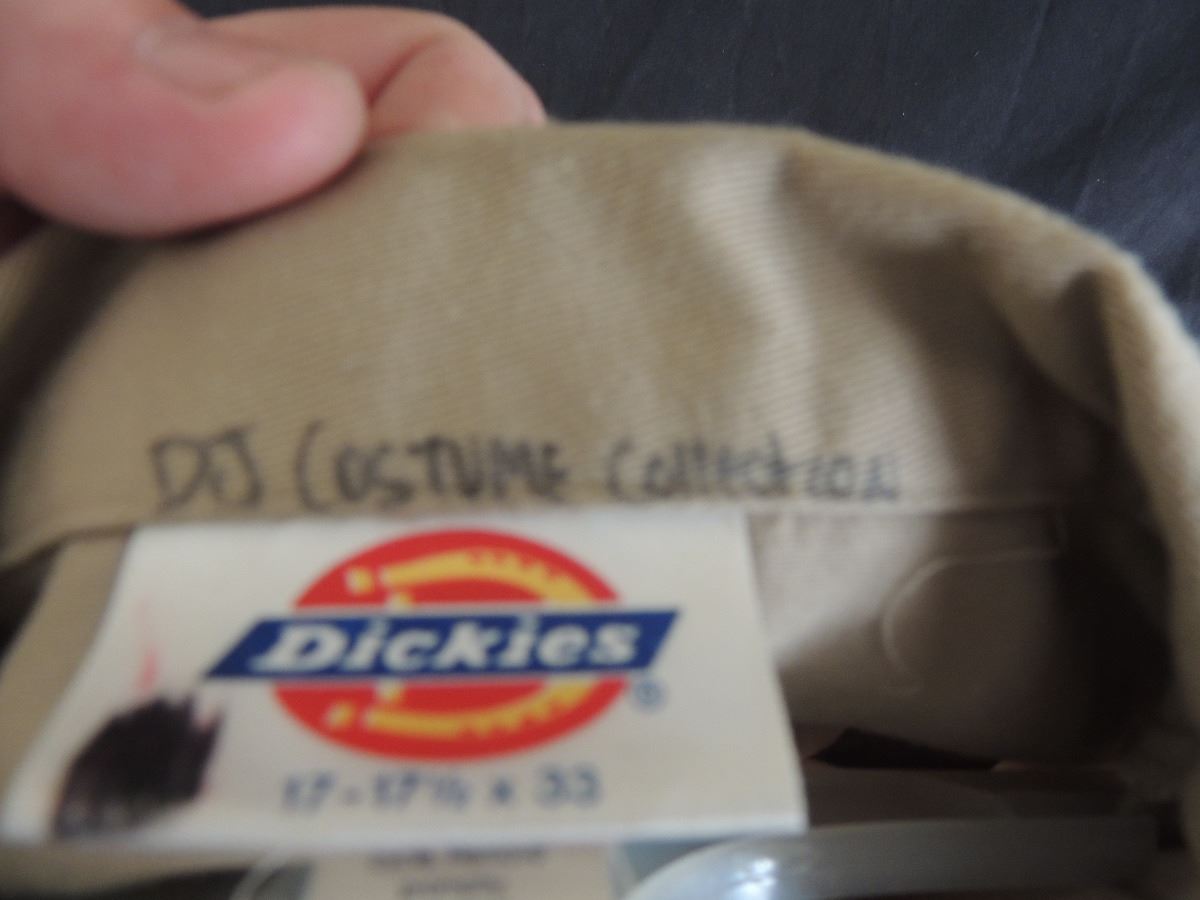 DJ COSTUME Collection
Dickies®
17-17½ x 33